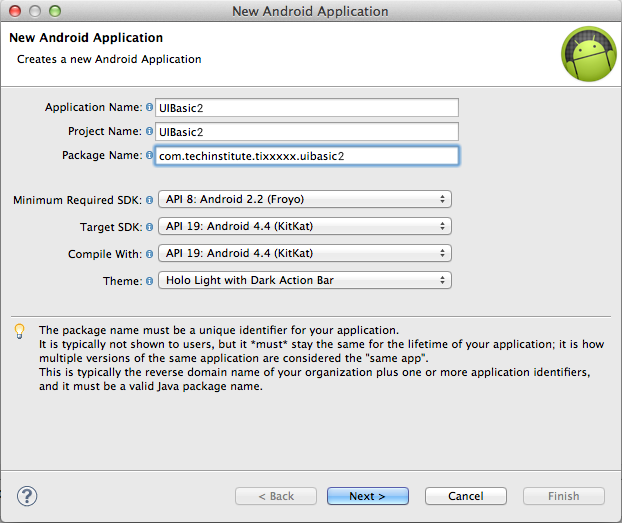 New Android Application
New Android Application
Creates a new Android Application
Application Name: UIBasic2
Project Name: UIBasic2
Package Name: com.techinstitute.tixxxxx.uibasic2
Minimum Required SDK: API 8: Android 2.2 (Froyo)
Target SDK: API 19: Android 4.4 (KitKat)
Compile With: API 19: Android 4.4 (KitKat)
Theme: Holo Light with Dark Action Bar
The package name must be a unique identifier for your application.
It is typically not shown to users, but it *must* stay the same for the lifetime of your application; it is how
multiple versions of the same application are considered the "same app".
This is typically the reverse domain name of your organization plus one or more application identifiers,
and it must be a valid Java package name.
? < Back Next > Cancel Finish